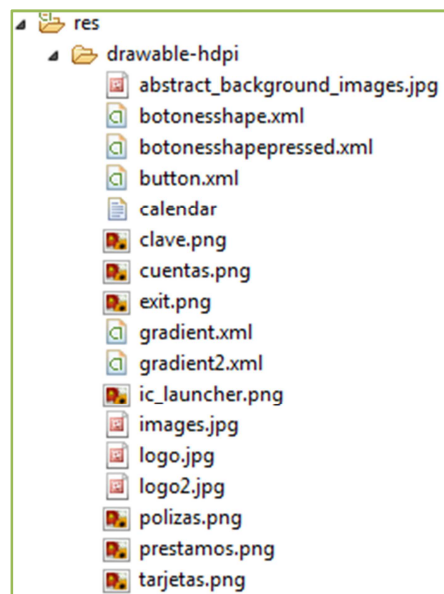 res
drawable-hdpi
abstract_background_images.jpg
botonesshape.xml
botonesshapepressed.xml
button.xml
calendar
clave.png
cuentas.png
exit.png
gradient.xml
gradient2.xml
ic_launcher.png
images.jpg
logo.jpg
logo2.jpg
polizas.png
prestamos.png
tarjetas.png